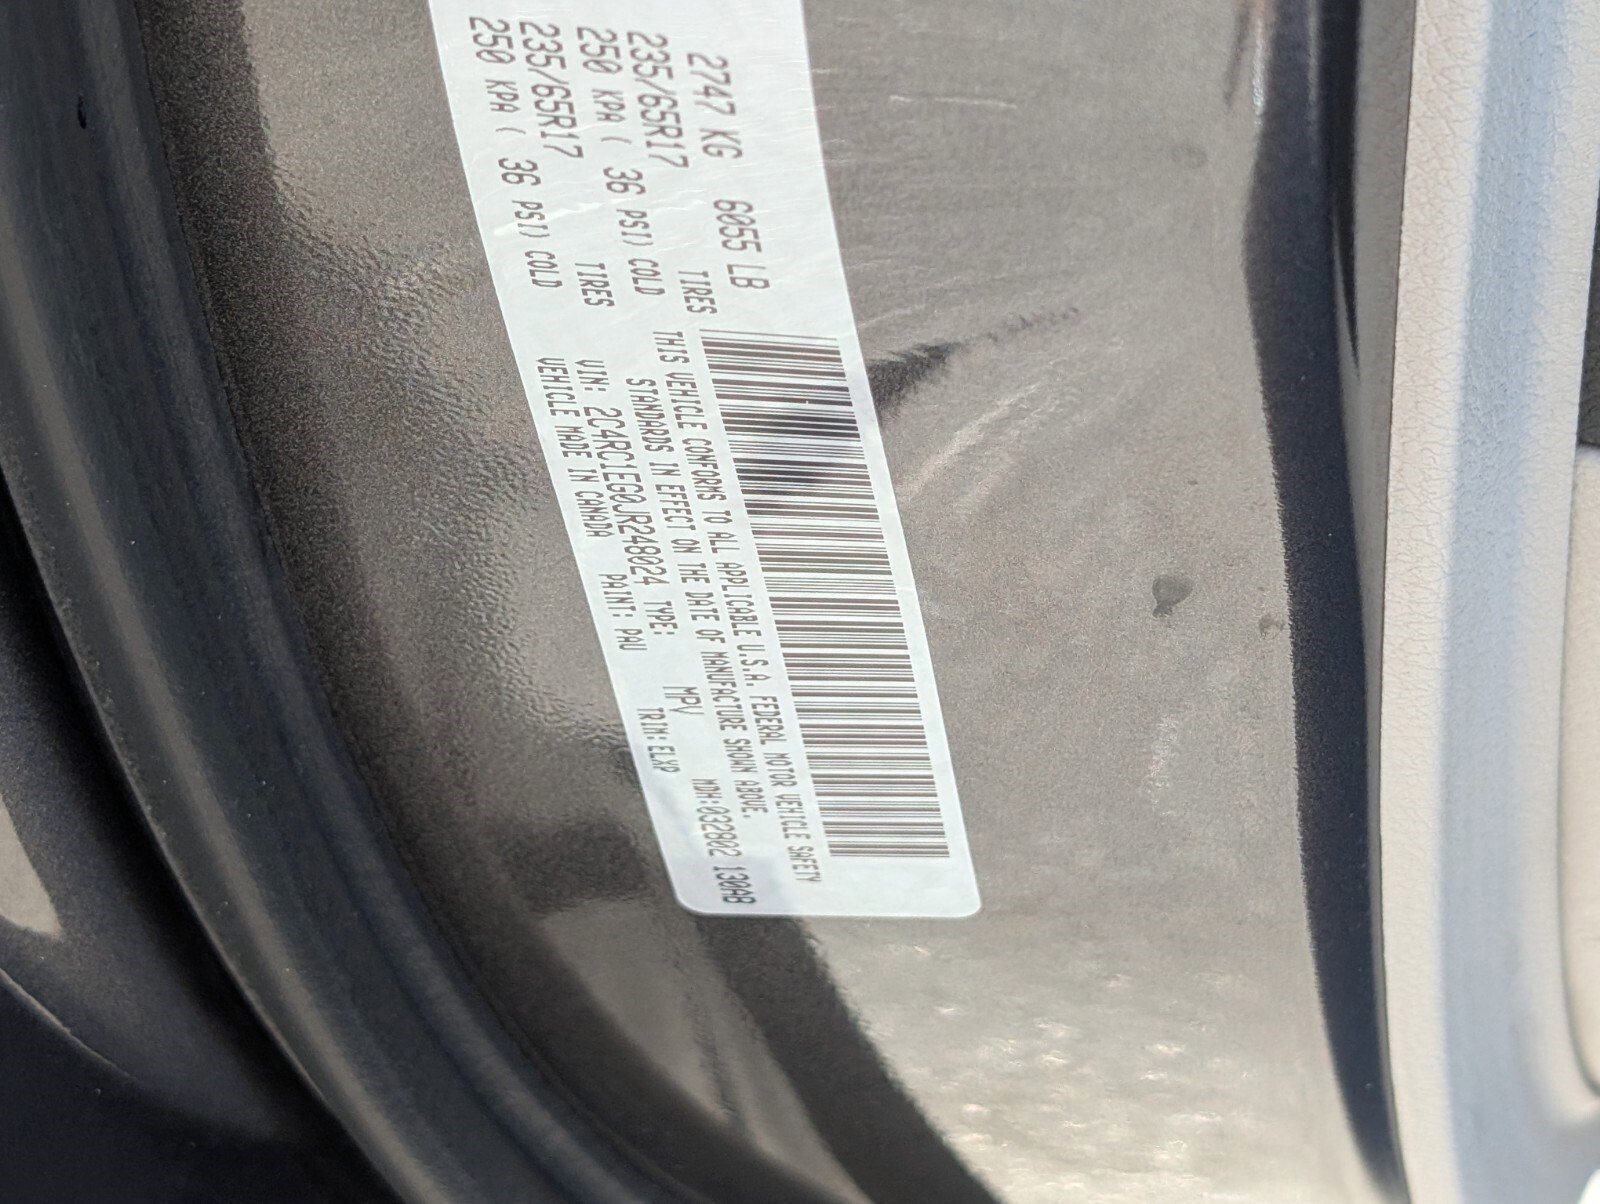 2747 KG 6055 LB
235/65R17 TIRES
250 KPA ( 36 PSI) COLD
235/65R17 TIRES
250 KPA ( 36 PSI) COLD
THIS VEHICLE CONFORMS TO ALL APPLICABLE U.S.A. FEDERAL MOTOR VEHICLE SAFETY
STANDARDS IN EFFECT ON THE DATE OF MANUFACTURE SHOWN ABOVE.
VIN: 2C4RC1EG0JR248024 TYPE: MPV MDH:032802 130AB
VEHICLE MADE IN CANADA PAINT: PAU TRIM:ELXP